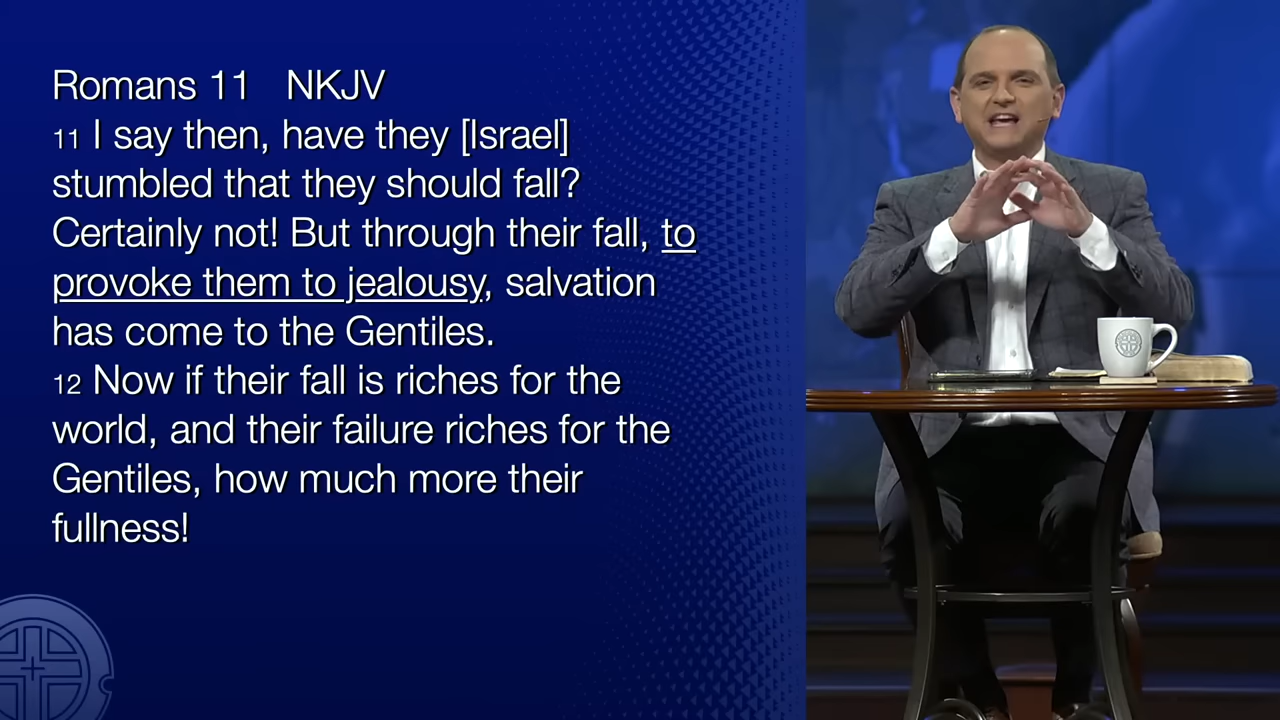 Romans 11 NKJV
11 I say then, have they [Israel]
stumbled that they should fall?
Certainly not! But through their fall, to
provoke them to jealousy, salvation
has come to the Gentiles.
12 Now if their fall is riches for the
world, and their failure riches for the
Gentiles, how much more their
fullness!